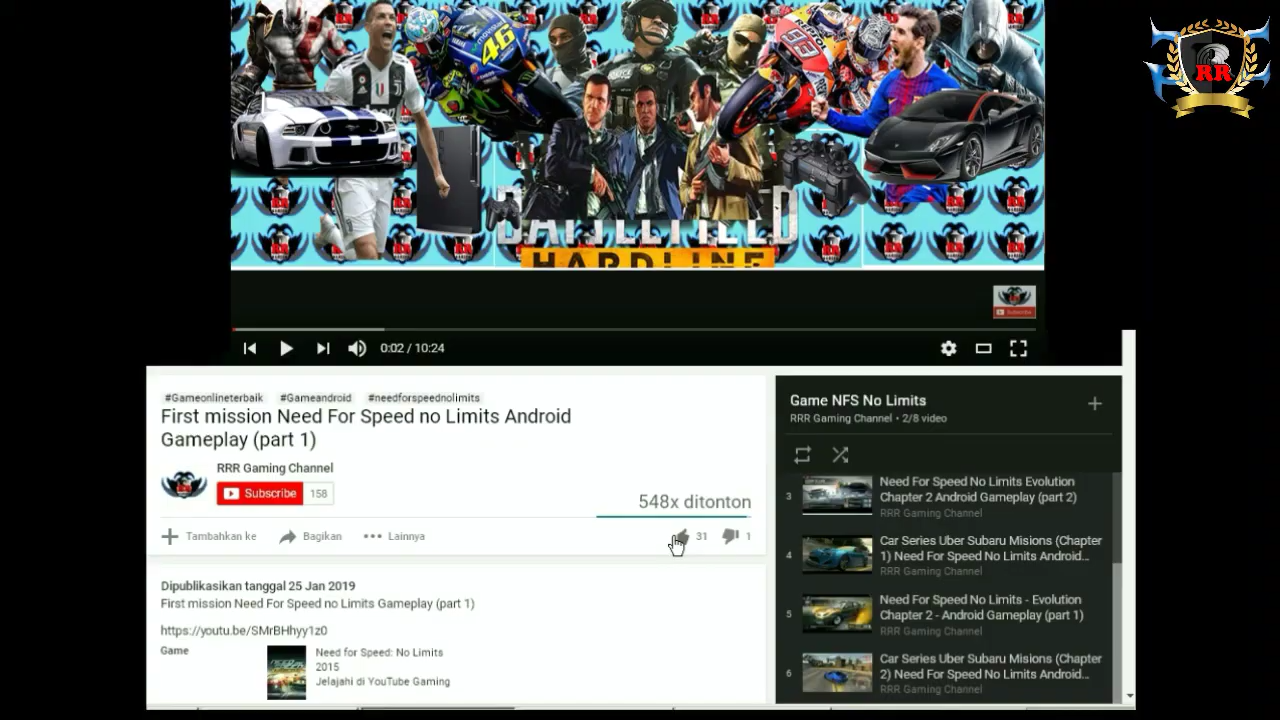 RR
46
93
BATTLEFIELD
HARDLINE
Subscribe
0:02 / 10:24
#Gameonlineterbaik #Gameandroid #needforspeednolimits
First mission Need For Speed no Limits Android
Gameplay (part 1)
RRR Gaming Channel
Subscribe 158
548x ditonton
Tambahkan ke Bagikan Lainnya 31 1
Dipublikasikan tanggal 25 Jan 2019
First mission Need For Speed no Limits Gameplay (part 1)
https://youtu.be/SMrBHhyy1z0
Game
Need for Speed: No Limits
2015
Jelajahi di YouTube Gaming
Game NFS No Limits
RRR Gaming Channel • 2/8 video
3
Need For Speed No Limits Evolution
Chapter 2 Android Gameplay (part 2)
RRR Gaming Channel
4
Car Series Uber Subaru Misions (Chapter
1) Need For Speed No Limits Android...
RRR Gaming Channel
5
Need For Speed No Limits - Evolution
Chapter 2 - Android Gameplay (part 1)
RRR Gaming Channel
6
Car Series Uber Subaru Misions (Chapter
2) Need For Speed No Limits Android...
RRR Gaming Channel